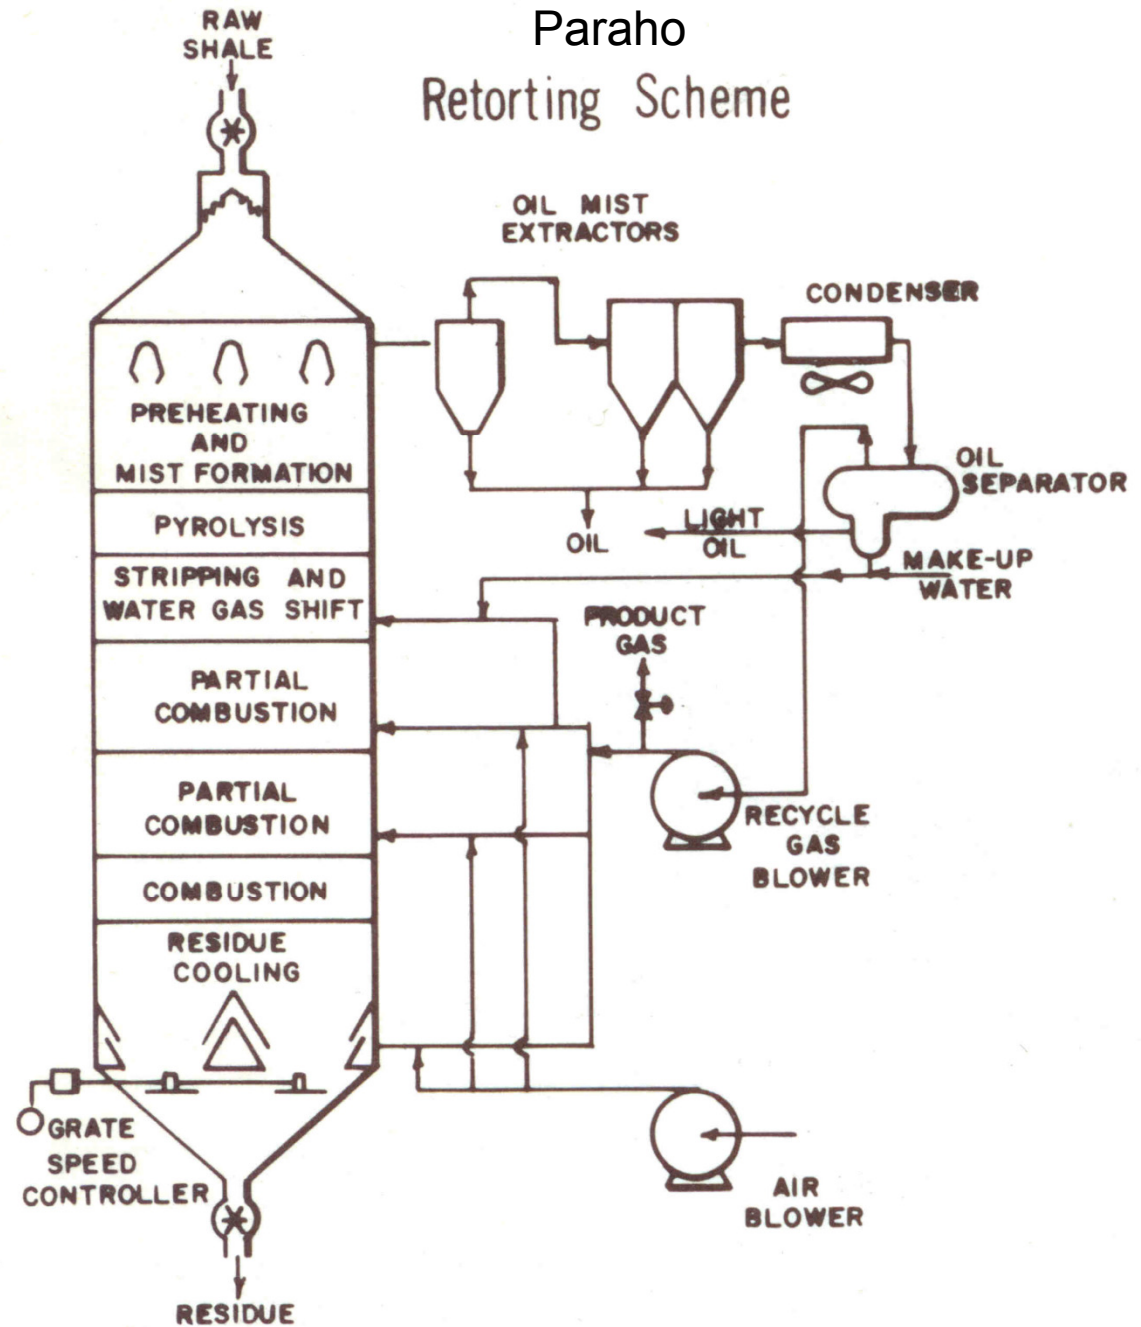 Paraho
Retorting Scheme
RAW
SHALE
OIL MIST
EXTRACTORS
CONDENSER
PREHEATING
AND
MIST FORMATION
OIL
SEPARATOR
PYROLYSIS
LIGHT
OIL
OIL
MAKE-UP
WATER
STRIPPING AND
WATER GAS SHIFT
PRODUCT
GAS
PARTIAL
COMBUSTION
PARTIAL
COMBUSTION
RECYCLE
GAS
BLOWER
COMBUSTION
RESIDUE
COOLING
GRATE
SPEED
CONTROLLER
AIR
BLOWER
RESIDUE